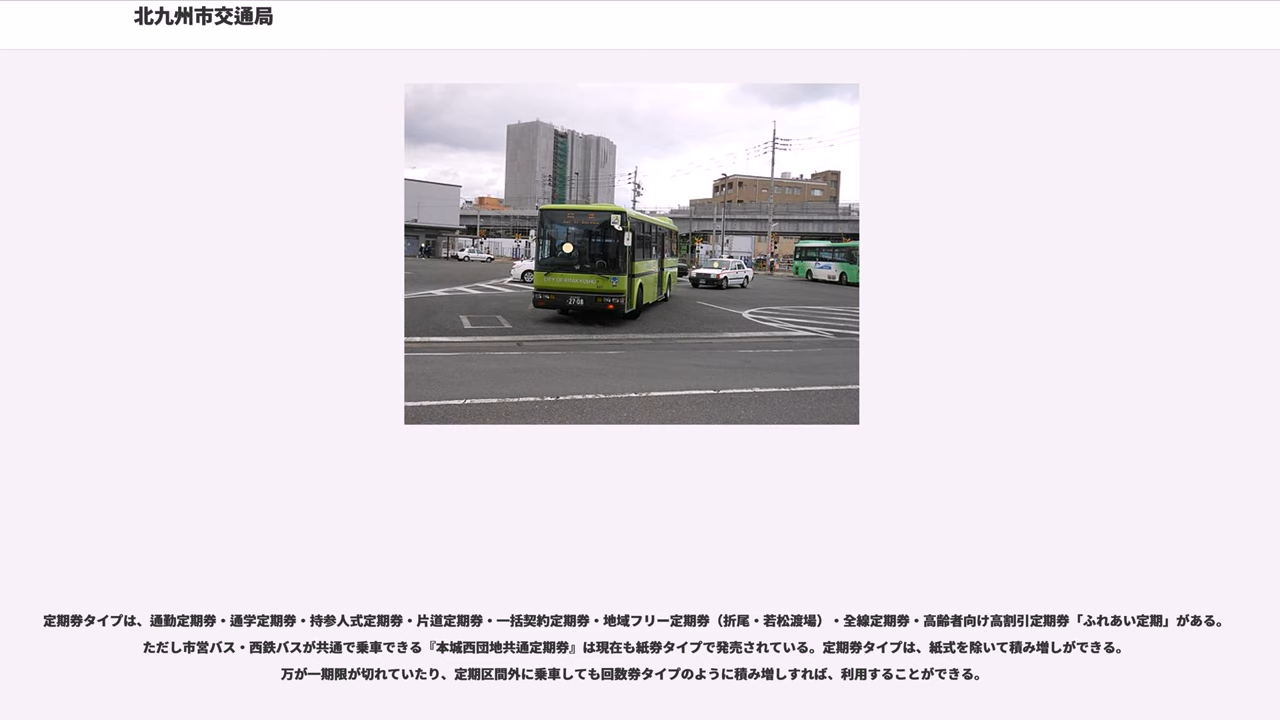 北九州市交通局
CITY OF KITAKYUSHU
27-08
定期券タイプは、通勤定期券・通学定期券・持参人式定期券・片道定期券・一括契約定期券・地域フリー定期券（折尾・若松渡場）・全線定期券・高齢者向け高割引定期券「ふれあい定期」がある。
ただし市営バス・西鉄バスが共通で乗車できる『本城西団地共通定期券』は現在も紙券タイプで発売されている。定期券タイプは、紙式を除いて積み増しができる。
万が一期限が切れていたり、定期区間外に乗車しても回数券タイプのように積み増しすれば、利用することができる。